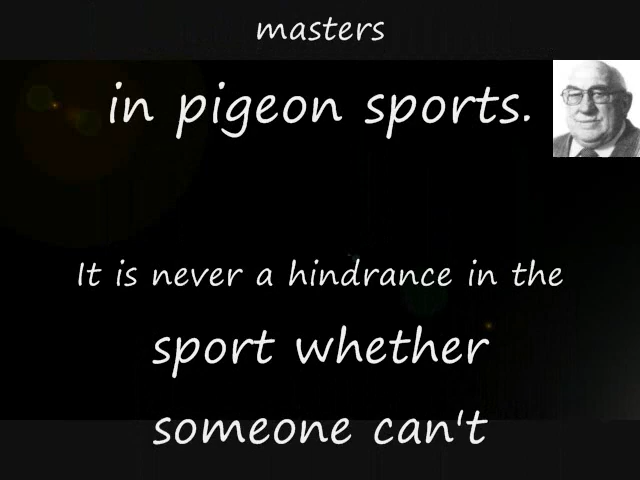 masters
in pigeon sports.
It is never a hindrance in the
sport whether
someone can't